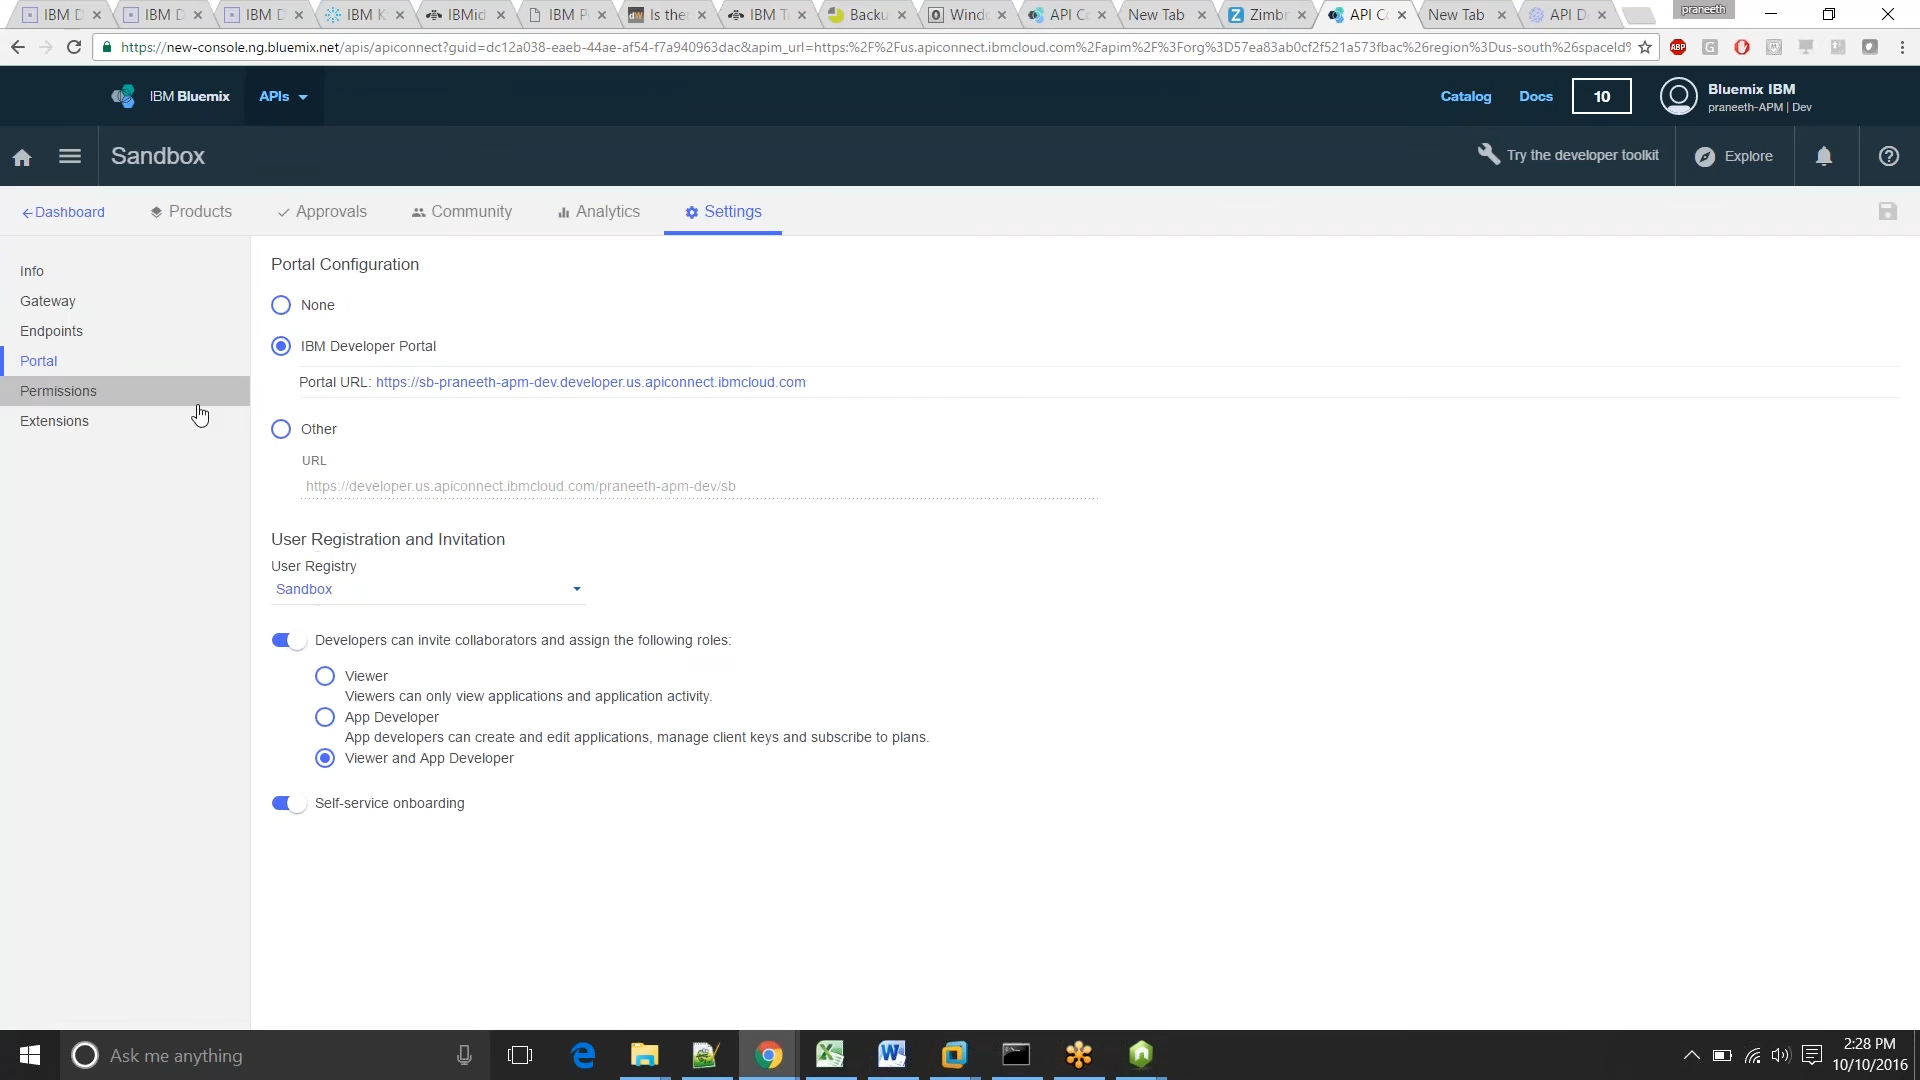 IBM D
IBM D
IBM D
IBM K
IBMid
IBM P
Is ther
IBM T
Backu
Wind
API C
New Tab
Zimb
API C
New Tab
API D
praneeth
https://new-console.ng.bluemix.net/apis/apiconnect?guid=dc12a038-eaeb-44ae-af54-f7a940963dac&apim_url=https:%2F%2Fus.apiconnect.ibmcloud.com%2Fapim%2F%3Forg%3D57ea83ab0cf2f521a573fbac%26region%3Dus-south%26spaceId%
IBM Bluemix
APIs
Catalog
Docs
10
Bluemix IBM
praneeth-APM | Dev
Sandbox
Try the developer toolkit
Explore
Dashboard
Products
Approvals
Community
Analytics
Settings
Info
Gateway
Endpoints
Portal
Permissions
Extensions
Portal Configuration
None
IBM Developer Portal
Portal URL: https://sb-praneeth-apm-dev.developer.us.apiconnect.ibmcloud.com
Other
URL
https://developer.us.apiconnect.ibmcloud.com/praneeth-apm-dev/sb
User Registration and Invitation
User Registry
Sandbox
Developers can invite collaborators and assign the following roles:
Viewer
Viewers can only view applications and application activity.
App Developer
App developers can create and edit applications, manage client keys and subscribe to plans.
Viewer and App Developer
Self-service onboarding
Ask me anything
2:28 PM
10/10/2016